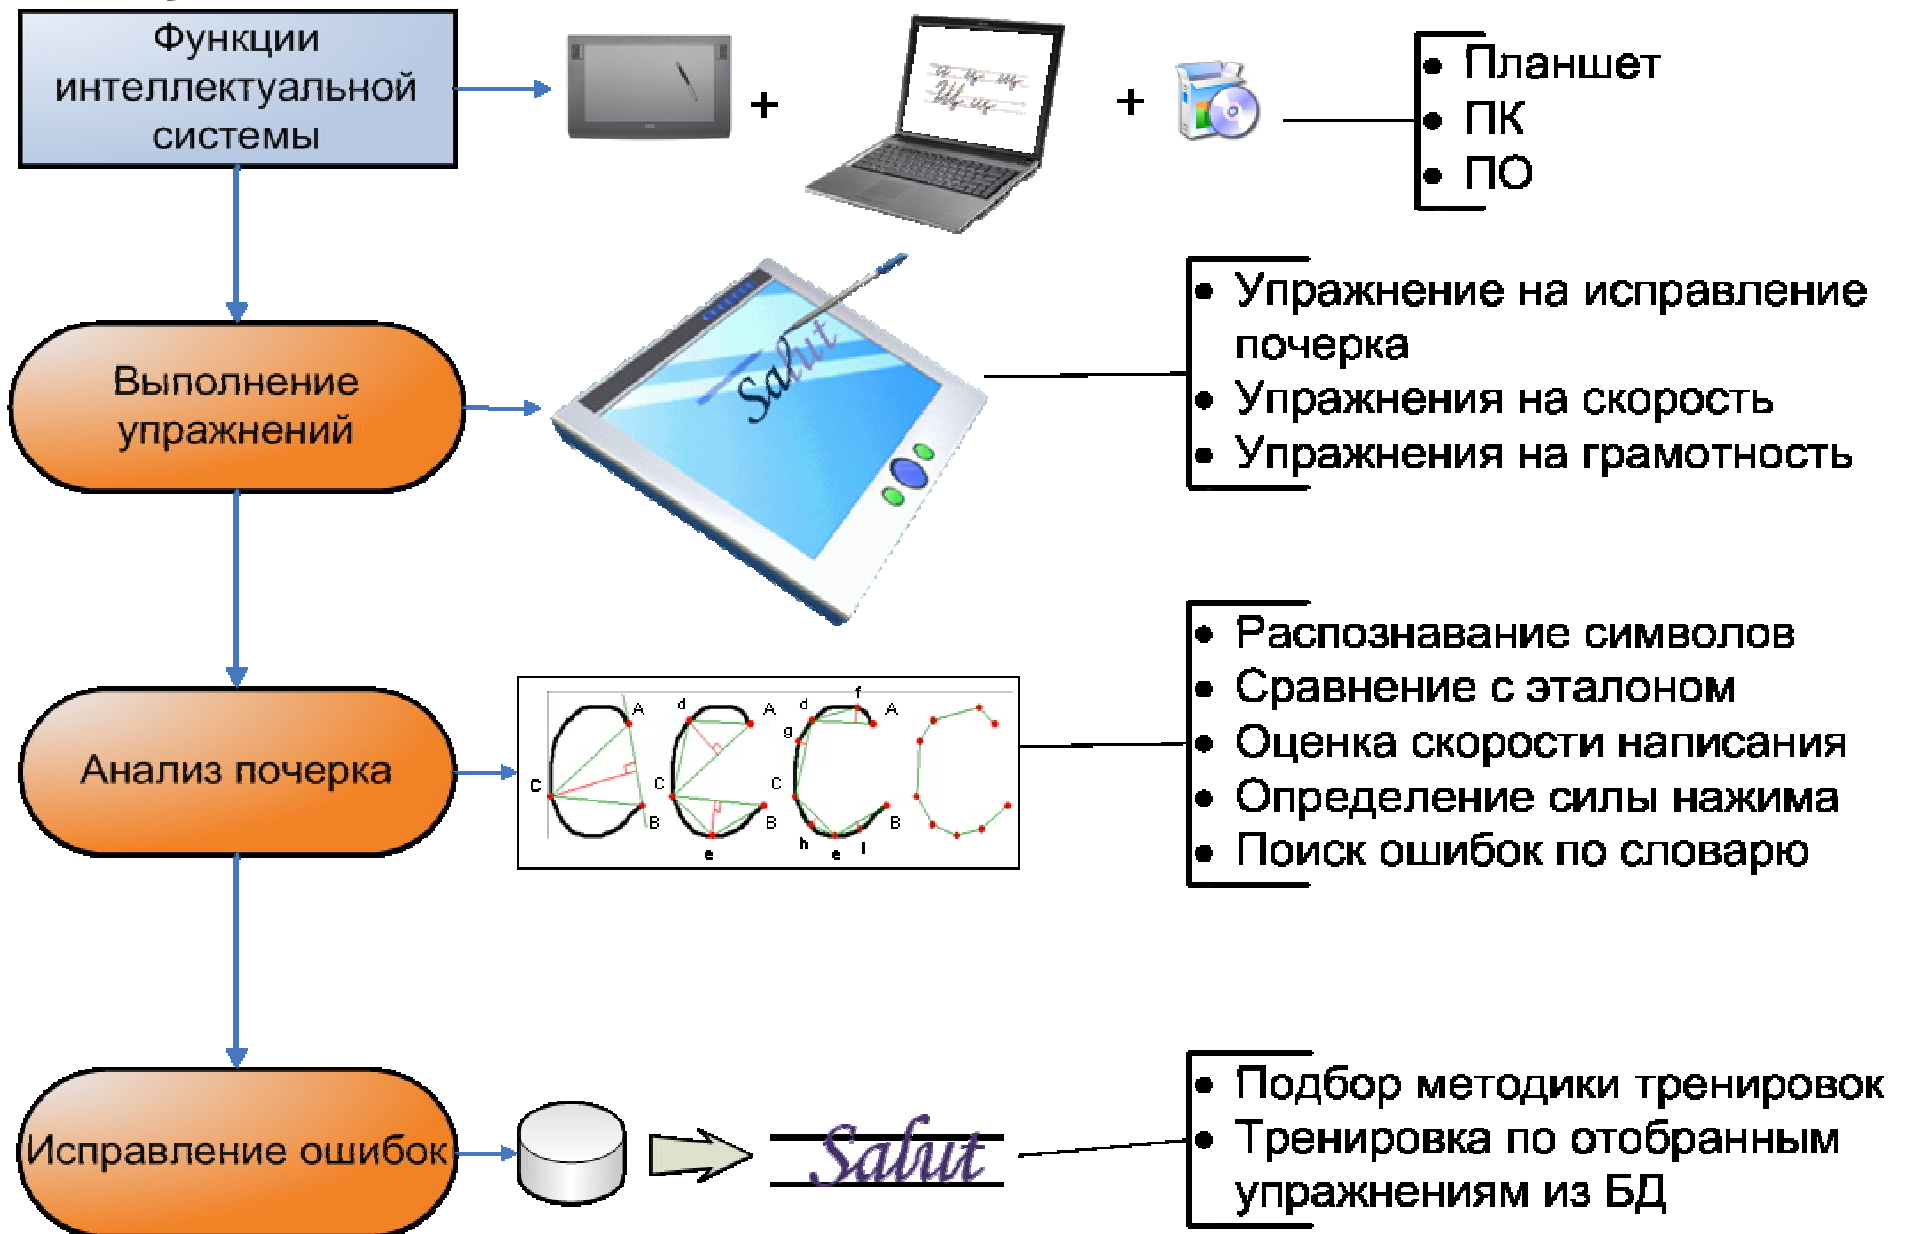 Функции
интеллектуальной
системы
+
+
• Планшет
• ПК
• ПО
Выполнение
упражнений
Salut
• Упражнение на исправление
почерка
• Упражнения на скорость
• Упражнения на грамотность
Анализ почерка
A
C
B
d
A
C
B
e
f
d
A
g
C
B
h
e
i
• Распознавание символов
• Сравнение с эталоном
• Оценка скорости написания
• Определение силы нажима
• Поиск ошибок по словарю
Исправление ошибок
Salut
• Подбор методики тренировок
• Тренировка по отобранным
упражнениям из БД